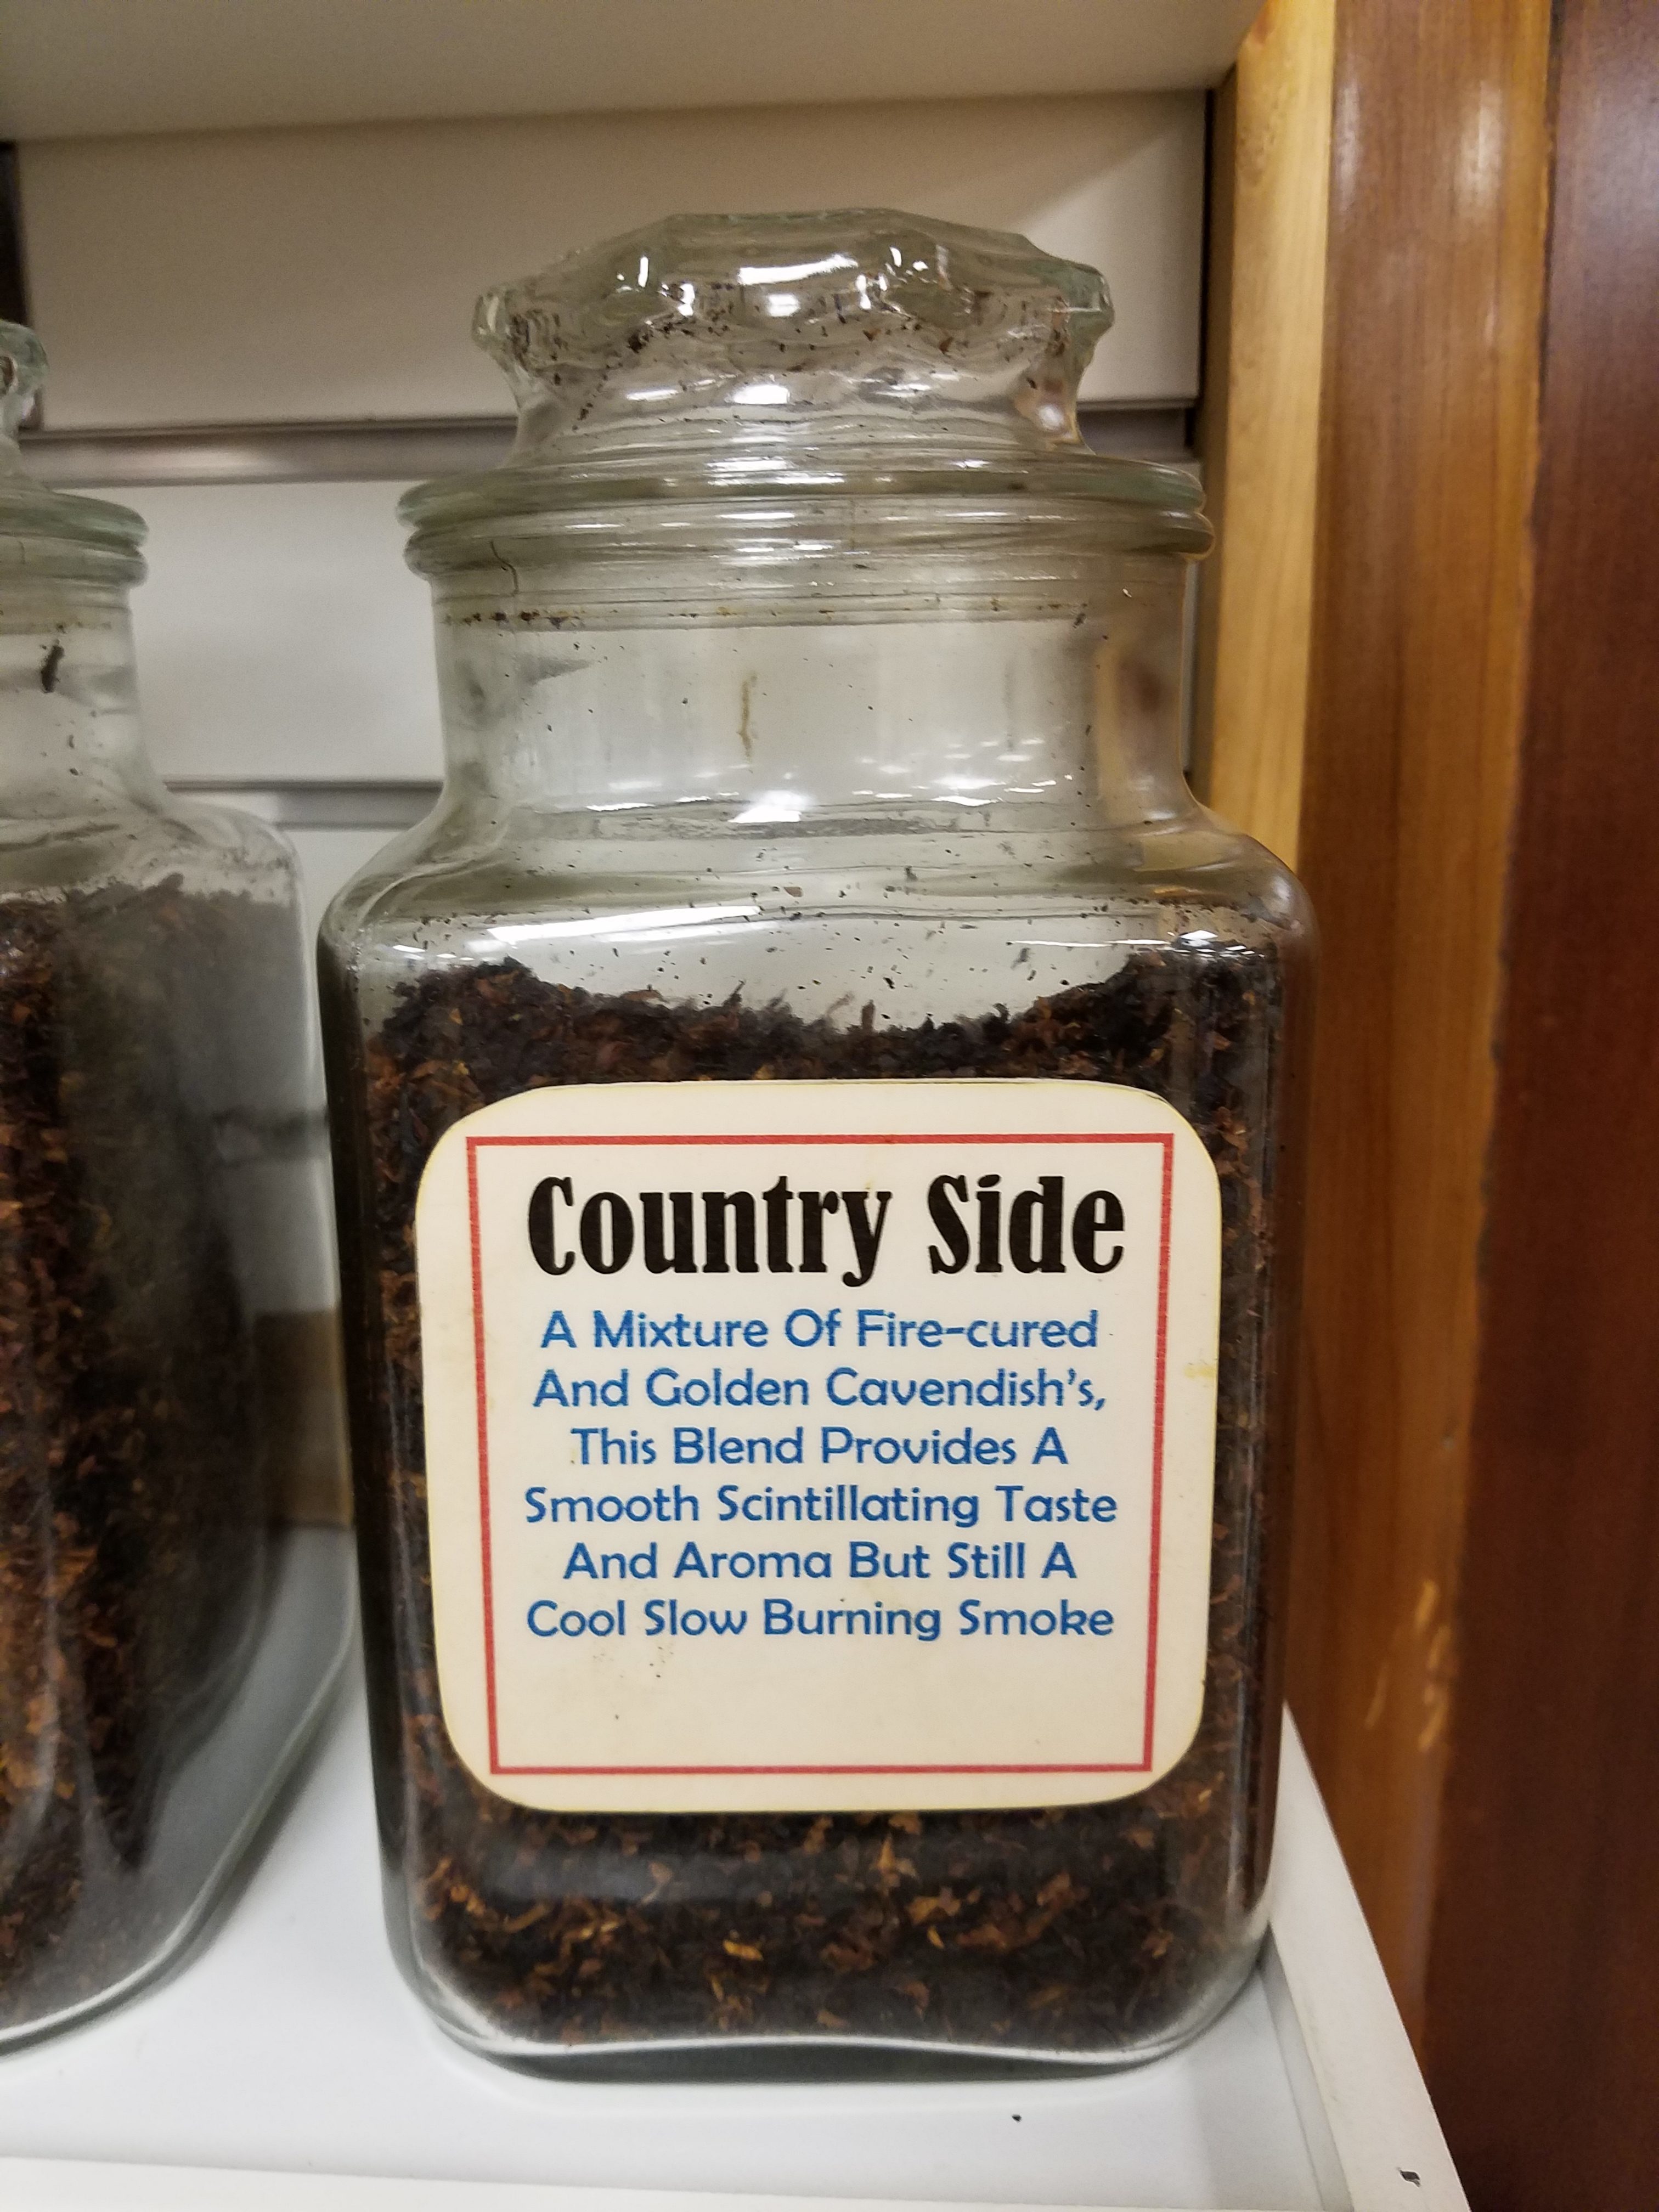 Country Side
A Mixture Of Fire-cured
And Golden Cavendish's,
This Blend Provides A
Smooth Scintillating Taste
And Aroma But Still A
Cool Slow Burning Smoke